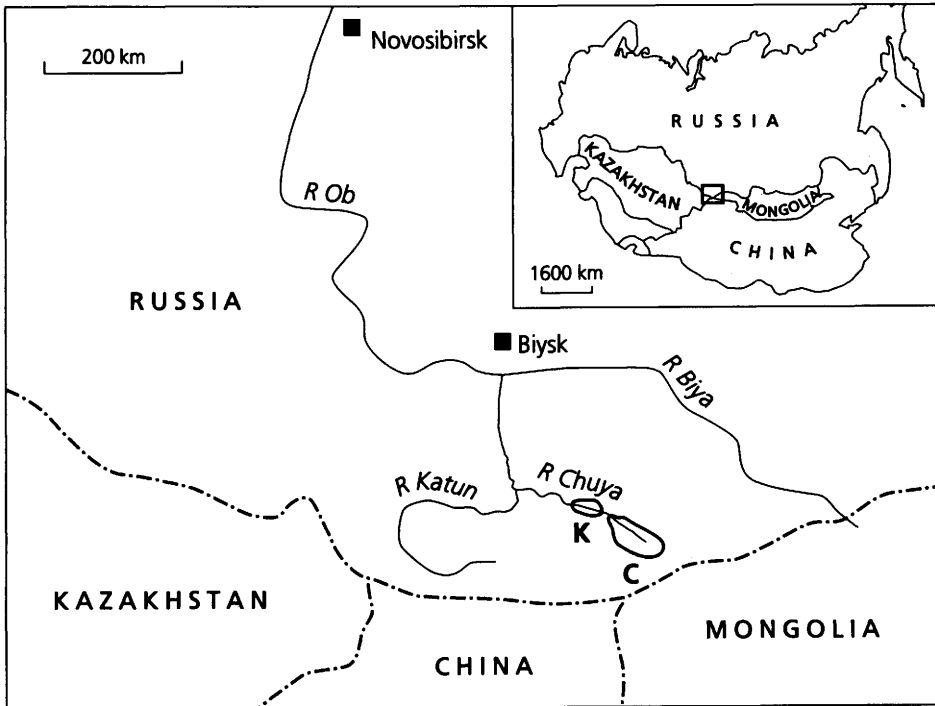 200 km
Novosibirsk
R Ob
RUSSIA
Biysk
R Biya
R Katun
R Chuya
K
C
KAZAKHSTAN
CHINA
MONGOLIA
RUSSIA
KAZAKHSTAN
MONGOLIA
CHINA
1600 km